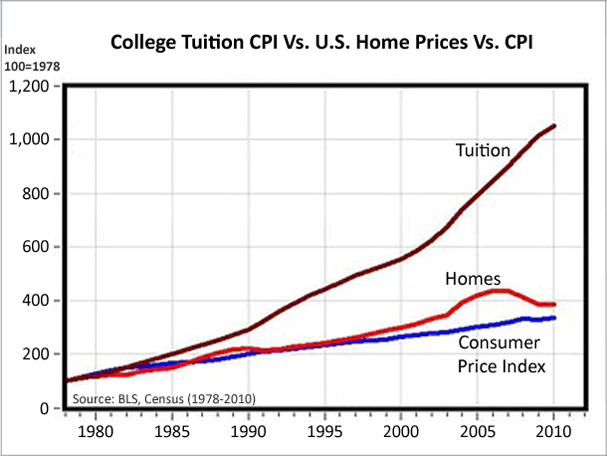 College Tuition CPI Vs. U.S. Home Prices Vs. CPI
Index
100=1978
1,200
1,000
800
600
400
200
0
Tuition
Homes
Consumer
Price Index
Source: BLS, Census (1978-2010)
1980 1985 1990 1995 2000 2005 2010